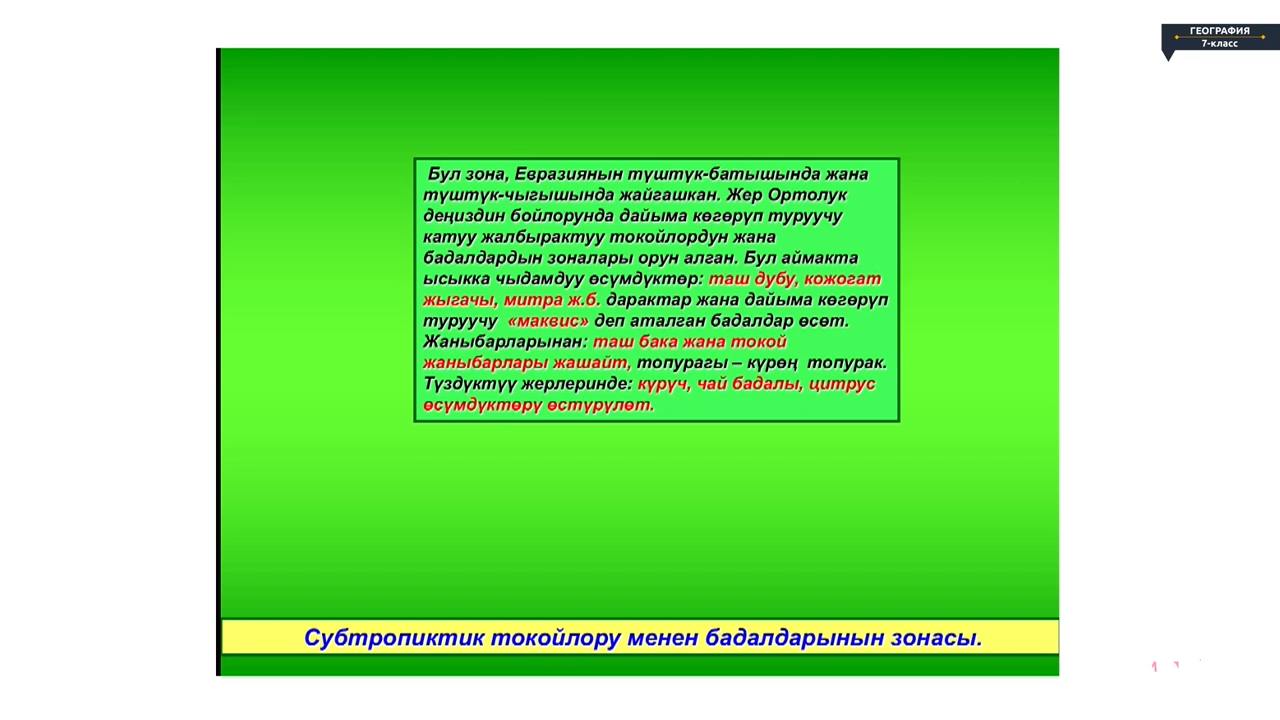 ГЕОГРАФИЯ
7-класс
Бул зона, Евразиянын түштүк-батышында жана
түштүк-чыгышында жайгашкан. Жер Ортолук
деңиздин бойлорунда дайыма көгөрүп туруучу
катуу жалбырактуу токойлордун жана
бадалдардын зоналары орун алган. Бул аймакта
ысыкка чыдамдуу өсүмдүктөр: таш дубу, кожогат
жыгачы, митра ж.б. дарактар жана дайыма көгөрүп
туруучу «маквис» деп аталган бадалдар өсөт.
Жаныбарларынан: таш бака жана токой
жаныбарлары жашайт, топурагы – күрөң топурак.
Түздүктүү жерлеринде: күрүч, чай бадалы, цитрус
өсүмдүктөрү өстүрүлөт.
Субтропиктик токойлору менен бадалдарынын зонасы.